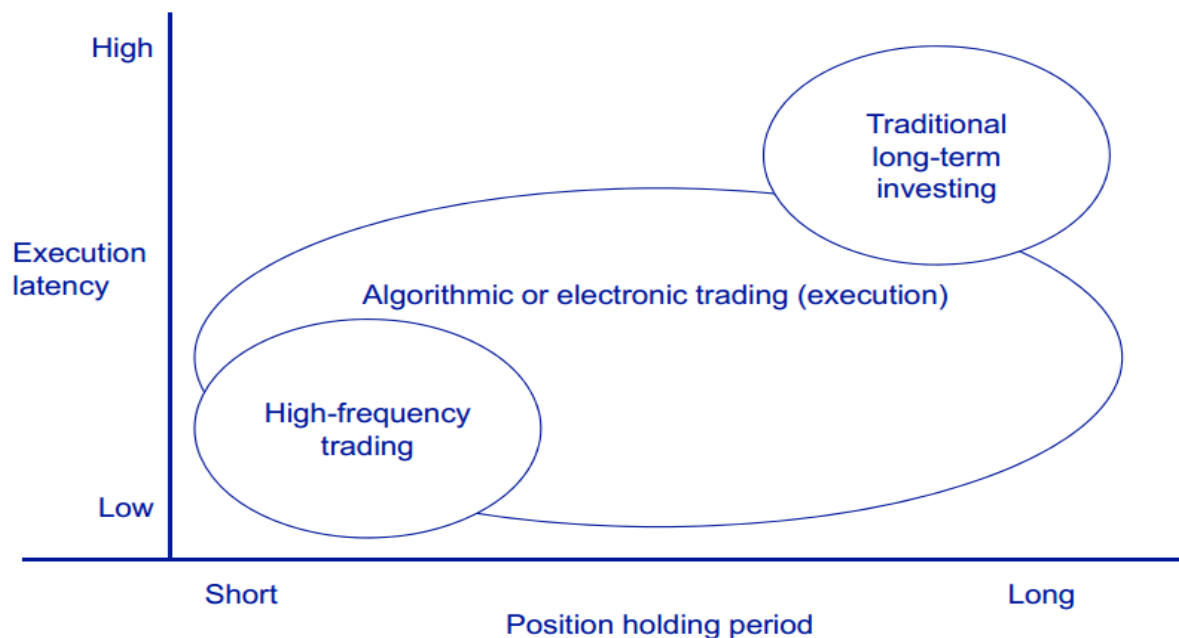 High
Traditional
long-term
investing
Execution
latency
Algorithmic or electronic trading (execution)
High-frequency
trading
Low
Short
Long
Position holding period